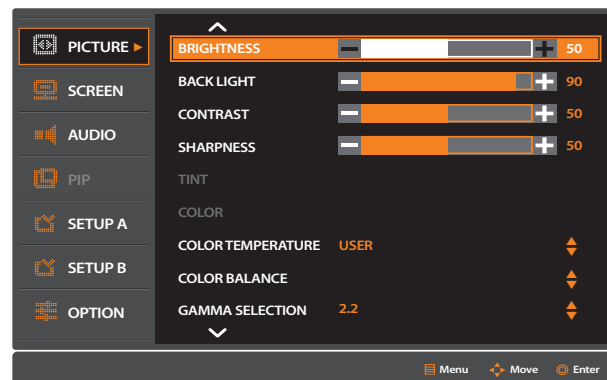 PICTURE
SCREEN
AUDIO
PIP
SETUP A
SETUP B
OPTION
BRIGHTNESS 50
BACK LIGHT 90
CONTRAST 50
SHARPNESS 50
TINT
COLOR
COLOR TEMPERATURE USER
COLOR BALANCE
GAMMA SELECTION 2.2
Menu Move Enter